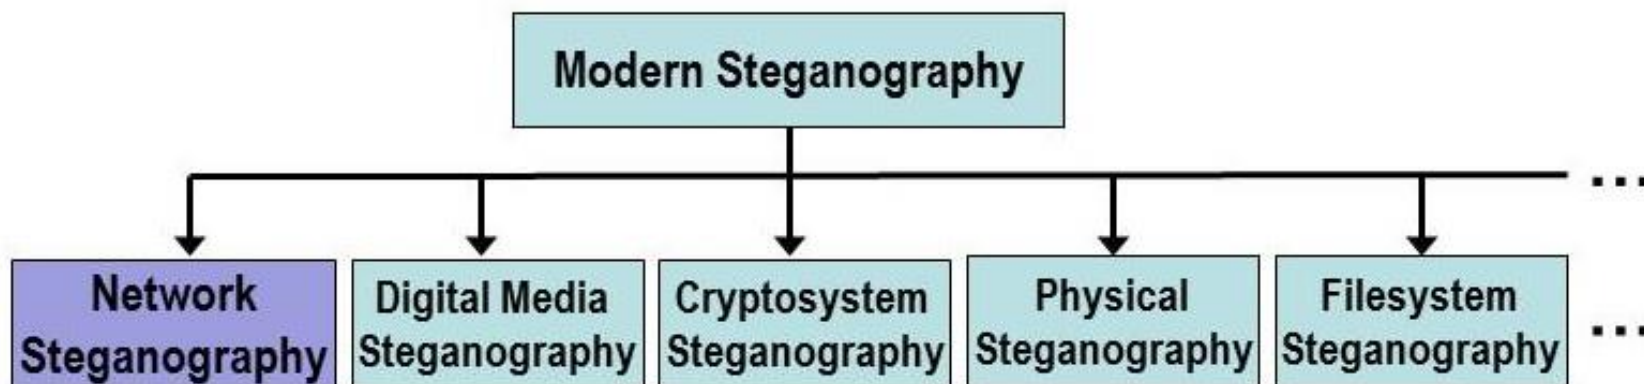 Modern Steganography
...
Network
Steganography
Digital Media
Steganography
Cryptosystem
Steganography
Physical
Steganography
Filesystem
Steganography
...